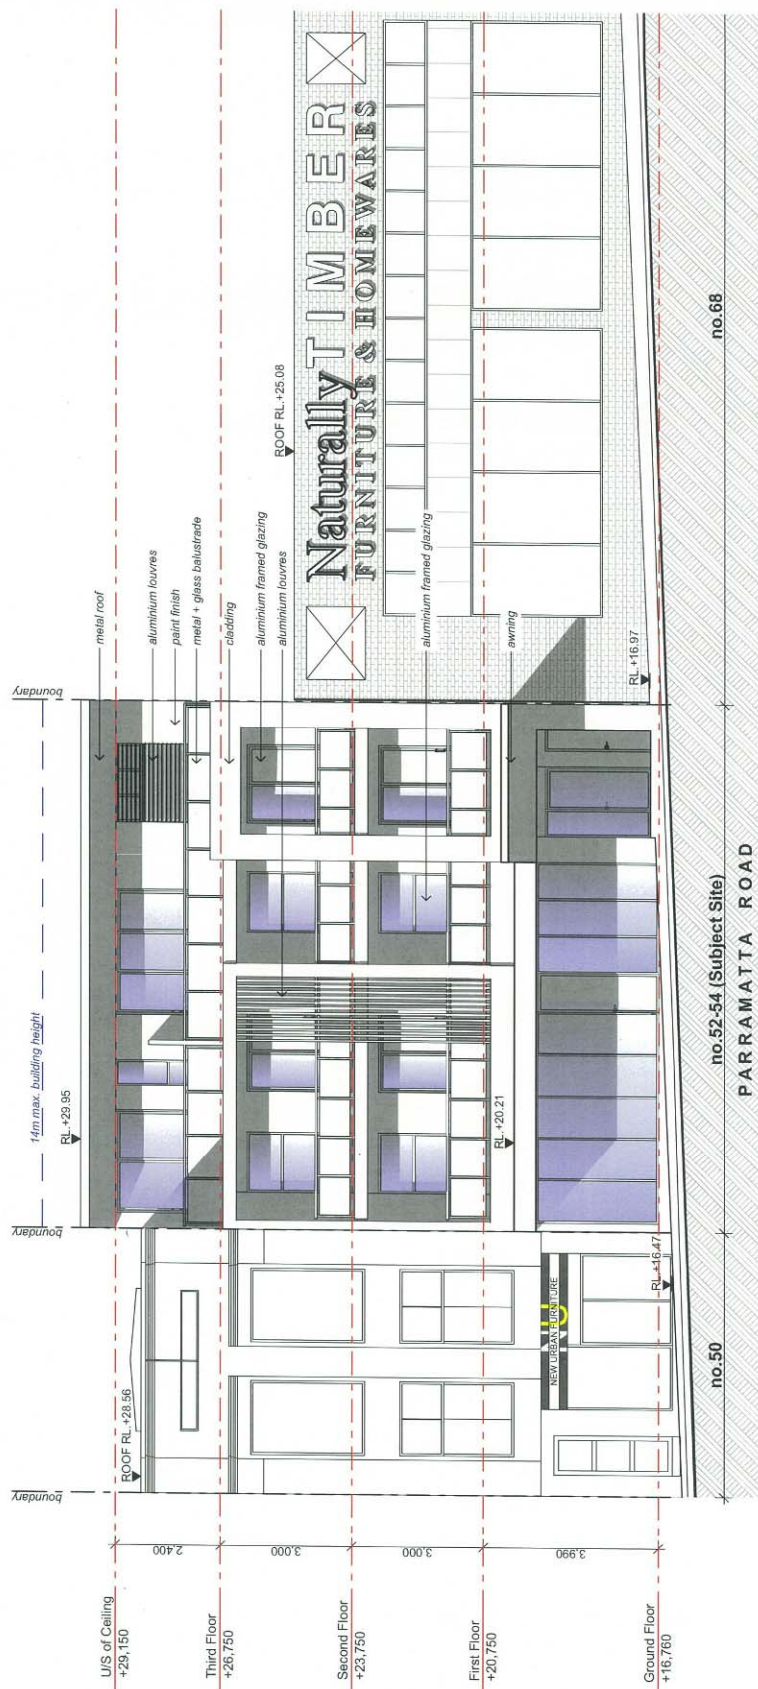 U/S of Ceiling
+29,150
Third Floor
+26,750
Second Floor
+23,750
First Floor
+20,750
Ground Floor
+16,760
2,400
3,000
3,000
3,990
boundary
ROOF RL.+28.56
NEW URBAN FURNITURE
RL.+16.47
no.50
boundary
14m max. building height
RL.+29.95
RL.+20.21
no.52-54 (Subject Site)
PARRAMATTA ROAD
boundary
metal roof
aluminium louvres
paint finish
metal + glass balustrade
cladding
aluminium framed glazing
aluminium louvres
aluminium framed glazing
awning
RL.+16.97
ROOF RL.+25.08
Naturally TIMBER
FURNITURE & HOMEWARES
no.68